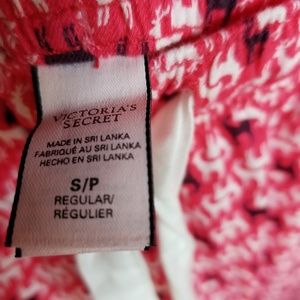 VICTORIA'S
SECRET
MADE IN SRI LANKA
FABRIQUÉ AU SRI LANKA
HECHO EN SRI LANKA
S/P
REGULAR/
RÉGULIER